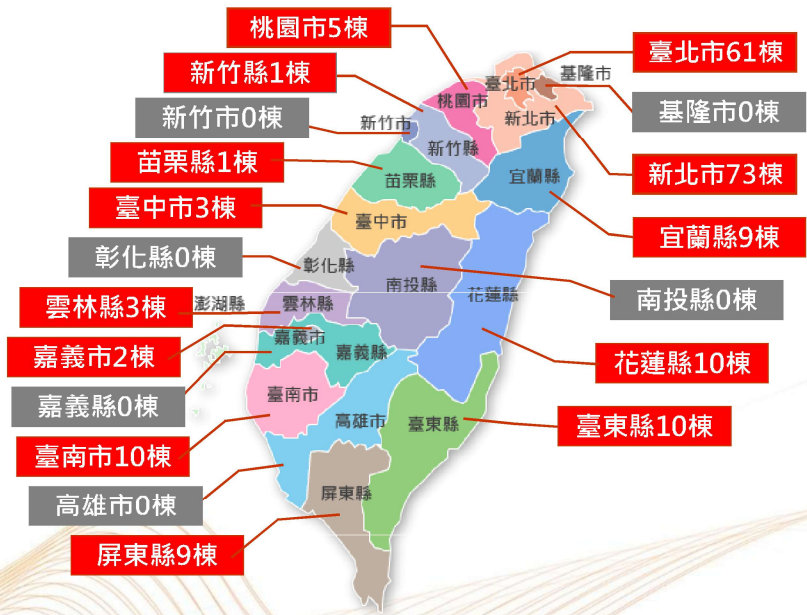 桃園市5棟
臺北市61棟
新竹縣1棟
基隆市
臺北市
桃園市
基隆市0棟
新竹市0棟
新竹市
新北市
新竹縣
苗栗縣1棟
苗栗縣
宜蘭縣
新北市73棟
臺中市3棟
臺中市
宜蘭縣9棟
彰化縣0棟
彰化縣
南投縣
花蓮縣
南投縣0棟
雲林縣3棟
澎湖縣
雲林縣
嘉義市
嘉義市2棟
嘉義縣
花蓮縣10棟
嘉義縣0棟
臺南市
高雄市
臺東縣
臺東縣10棟
臺南市10棟
高雄市0棟
屏東縣
屏東縣9棟